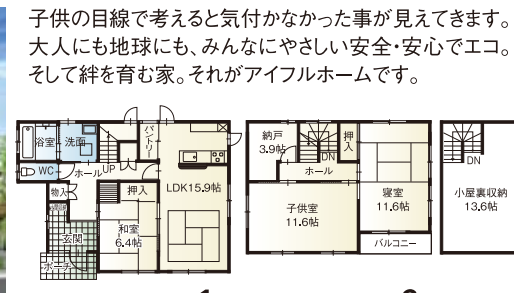 子供の目線で考えると気付かなかった事が見えてきます。
大人にも地球にも、みんなにやさしい安全・安心でエコ。
そして絆を育む家。それがアイフルホームです。
浴室
洗面
パントリー
WC
ホール
UP
物入
押入
LDK15.9帖
和室
6.4帖
玄関
ポーチ
納戸
3.9帖
DN
押入
ホール
子供室
11.6帖
寝室
11.6帖
バルコニー
DN
小屋裏収納
13.6帖